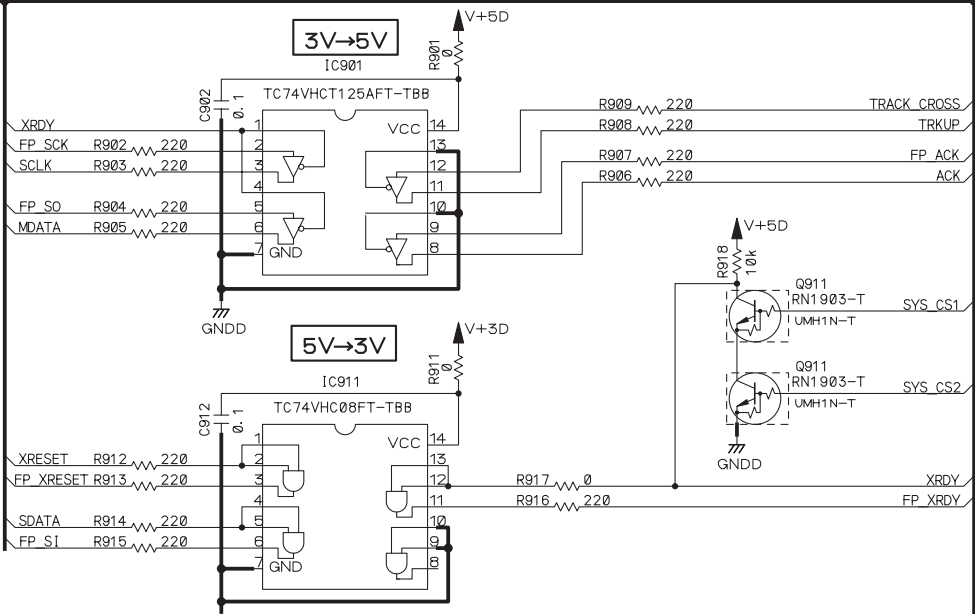 V+5D
3V→5V
R901
0
IC901
C902
0.1
TC74VHCT125AFT-TBB
XRDY
1
VCC 14
FP_SCK R902 220
2
13
SCLK R903 220
3
12
4
11
FP_SO R904 220
5
10
MDATA R905 220
6
9
7 GND
8
R909 220 TRACK_CROSS
R908 220 TRKUP
R907 220 FP_ACK
R906 220 ACK
GNDD
V+5D
R918
10k
Q911
RN1903-T
UMH1N-T
SYS_CS1
Q911
RN1903-T
UMH1N-T
SYS_CS2
GNDD
5V→3V
V+3D
R911
0
IC911
C912
0.1
TC74VHC08FT-TBB
1
VCC 14
XRESET R912 220
2
13
FP_XRESET R913 220
3
12
4
11
SDATA R914 220
5
10
FP_SI R915 220
6
9
7 GND
8
R917 0 XRDY
R916 220 FP_XRDY